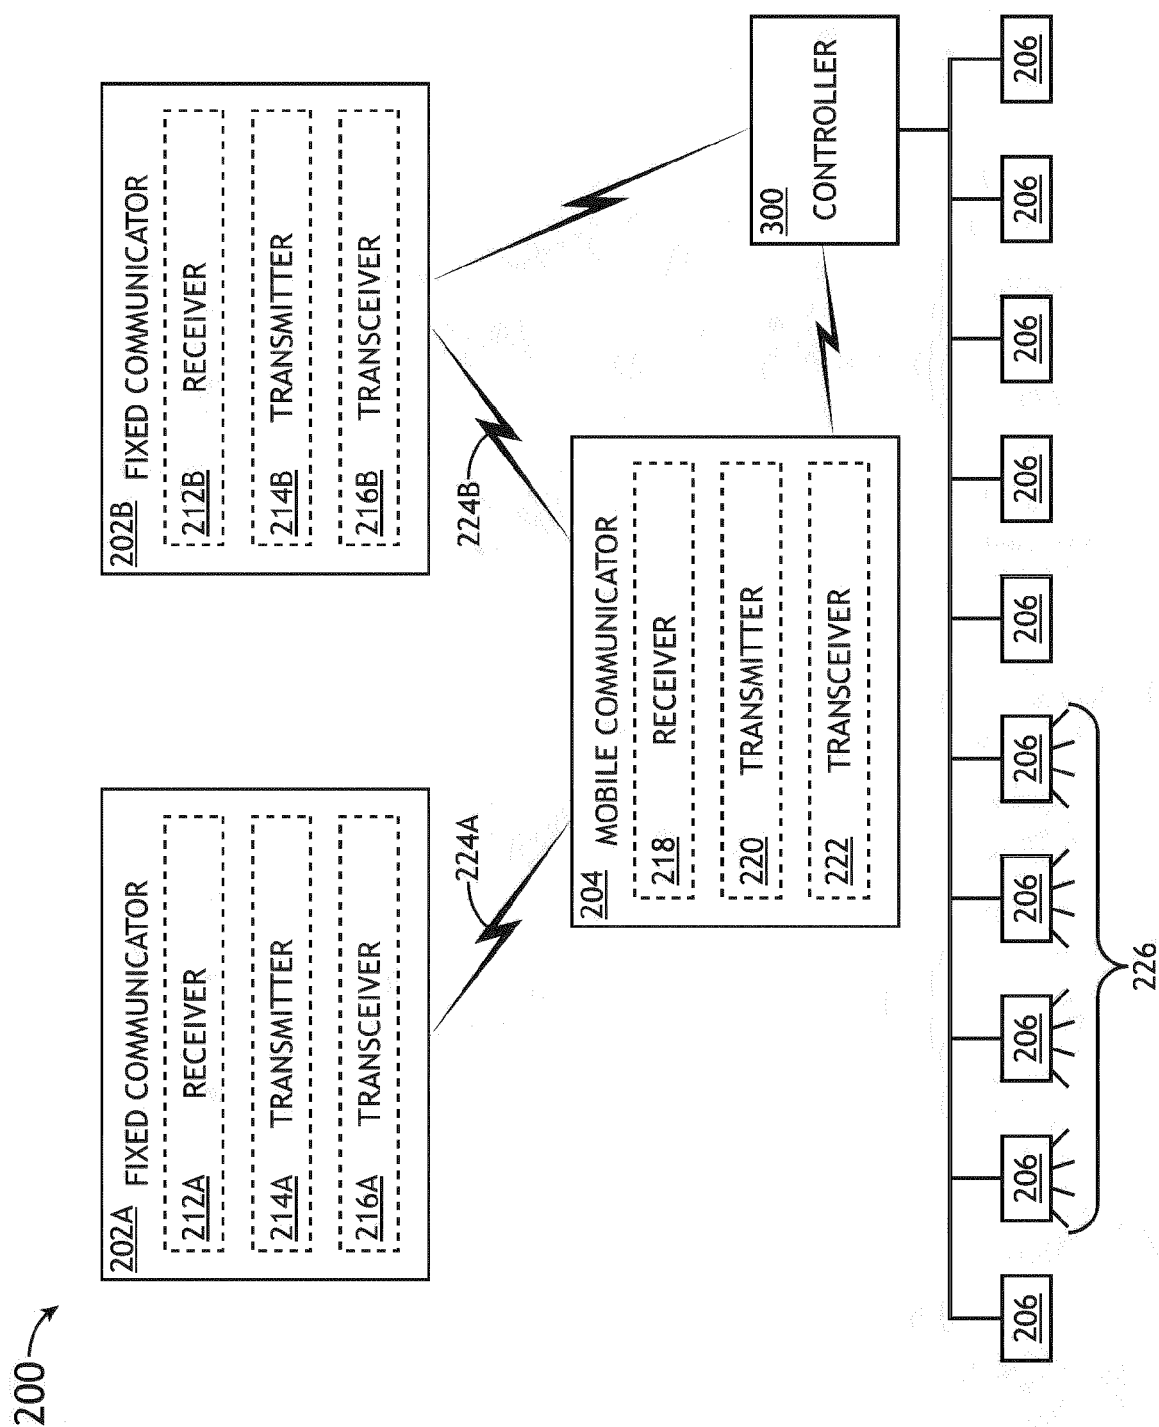 200
202A FIXED COMMUNICATOR
212A RECEIVER
214A TRANSMITTER
216A TRANSCEIVER
202B FIXED COMMUNICATOR
212B RECEIVER
214B TRANSMITTER
216B TRANSCEIVER
224A
224B
204 MOBILE COMMUNICATOR
218 RECEIVER
220 TRANSMITTER
222 TRANSCEIVER
300
CONTROLLER
206
206
206
206
206
206
206
206
206
206
226